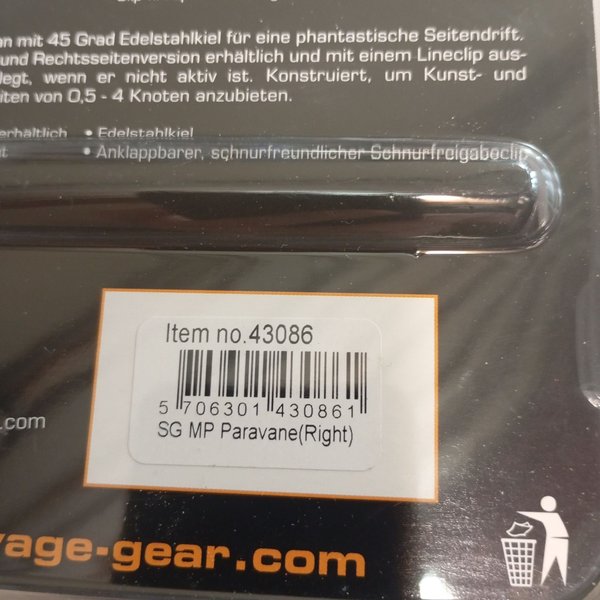 mit 45 Grad Edelstahlkiel für eine phantastische Seitendrift.
und Rechtsseitenversion erhältlich und mit einem Lineclip aus-
legt, wenn er nicht aktiv ist. Konstruiert, um Kunst- und
iten von 0,5 - 4 Knoten anzubieten.
erhältlich • Edelstahlkiel
• Anklappbarer, schnurfreundlicher Schnurfreigabeclip
Item no.43086
5 706301 430861
SG MP Paravane(Right)
.com
vage-gear.com